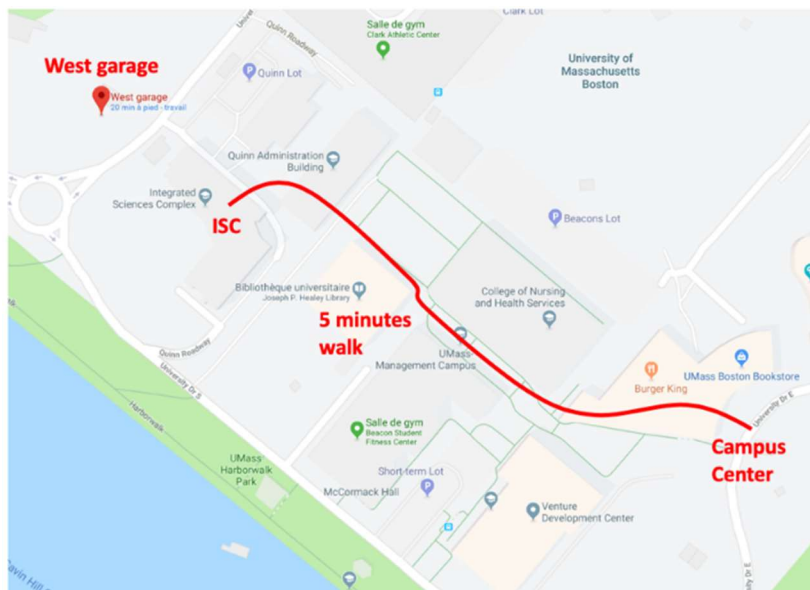 Salle de gym
Clark Athletic Center
Clark Lot
Quinn Roadway
West garage
Quinn Lot
University of
Massachusetts
Boston
West garage
20 min à pied - travail
Quinn Administration
Building
Integrated
Sciences Complex
ISC
Beacons Lot
Bibliothèque universitaire
Joseph P. Healey Library
College of Nursing
and Health Services
5 minutes
walk
UMass-
Management Campus
Quinn Roadway
University Dr S
Burger King
UMass Boston Bookstore
University Dr E
Harborwalk
Salle de gym
Beacon Student
Fitness Center
Campus
Center
UMass
Harborwalk
Park
Short-term Lot
McCormack Hall
Venture
Development Center
University Dr E